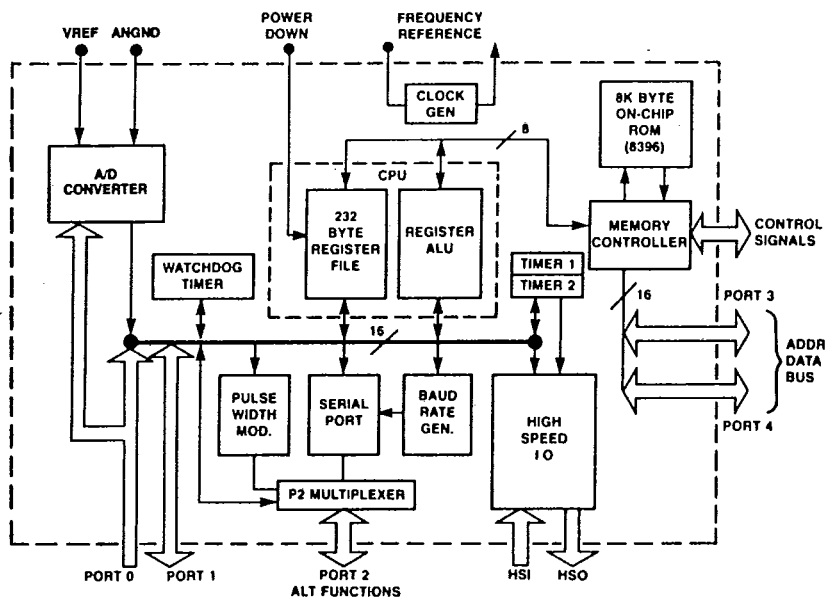 VREF
ANGND
POWER
DOWN
FREQUENCY
REFERENCE
CLOCK
GEN
8K BYTE
ON-CHIP
ROM
(8396)
8
A/D
CONVERTER
CPU
232
BYTE
REGISTER
FILE
REGISTER
ALU
MEMORY
CONTROLLER
CONTROL
SIGNALS
WATCHDOG
TIMER
TIMER 1
TIMER 2
16
PORT 3
16
ADDR
DATA
BUS
PULSE
WIDTH
MOD.
SERIAL
PORT
BAUD
RATE
GEN.
HIGH
SPEED
I O
PORT 4
P2 MULTIPLEXER
PORT 0
PORT 1
PORT 2
ALT FUNCTIONS
HSI
HSO